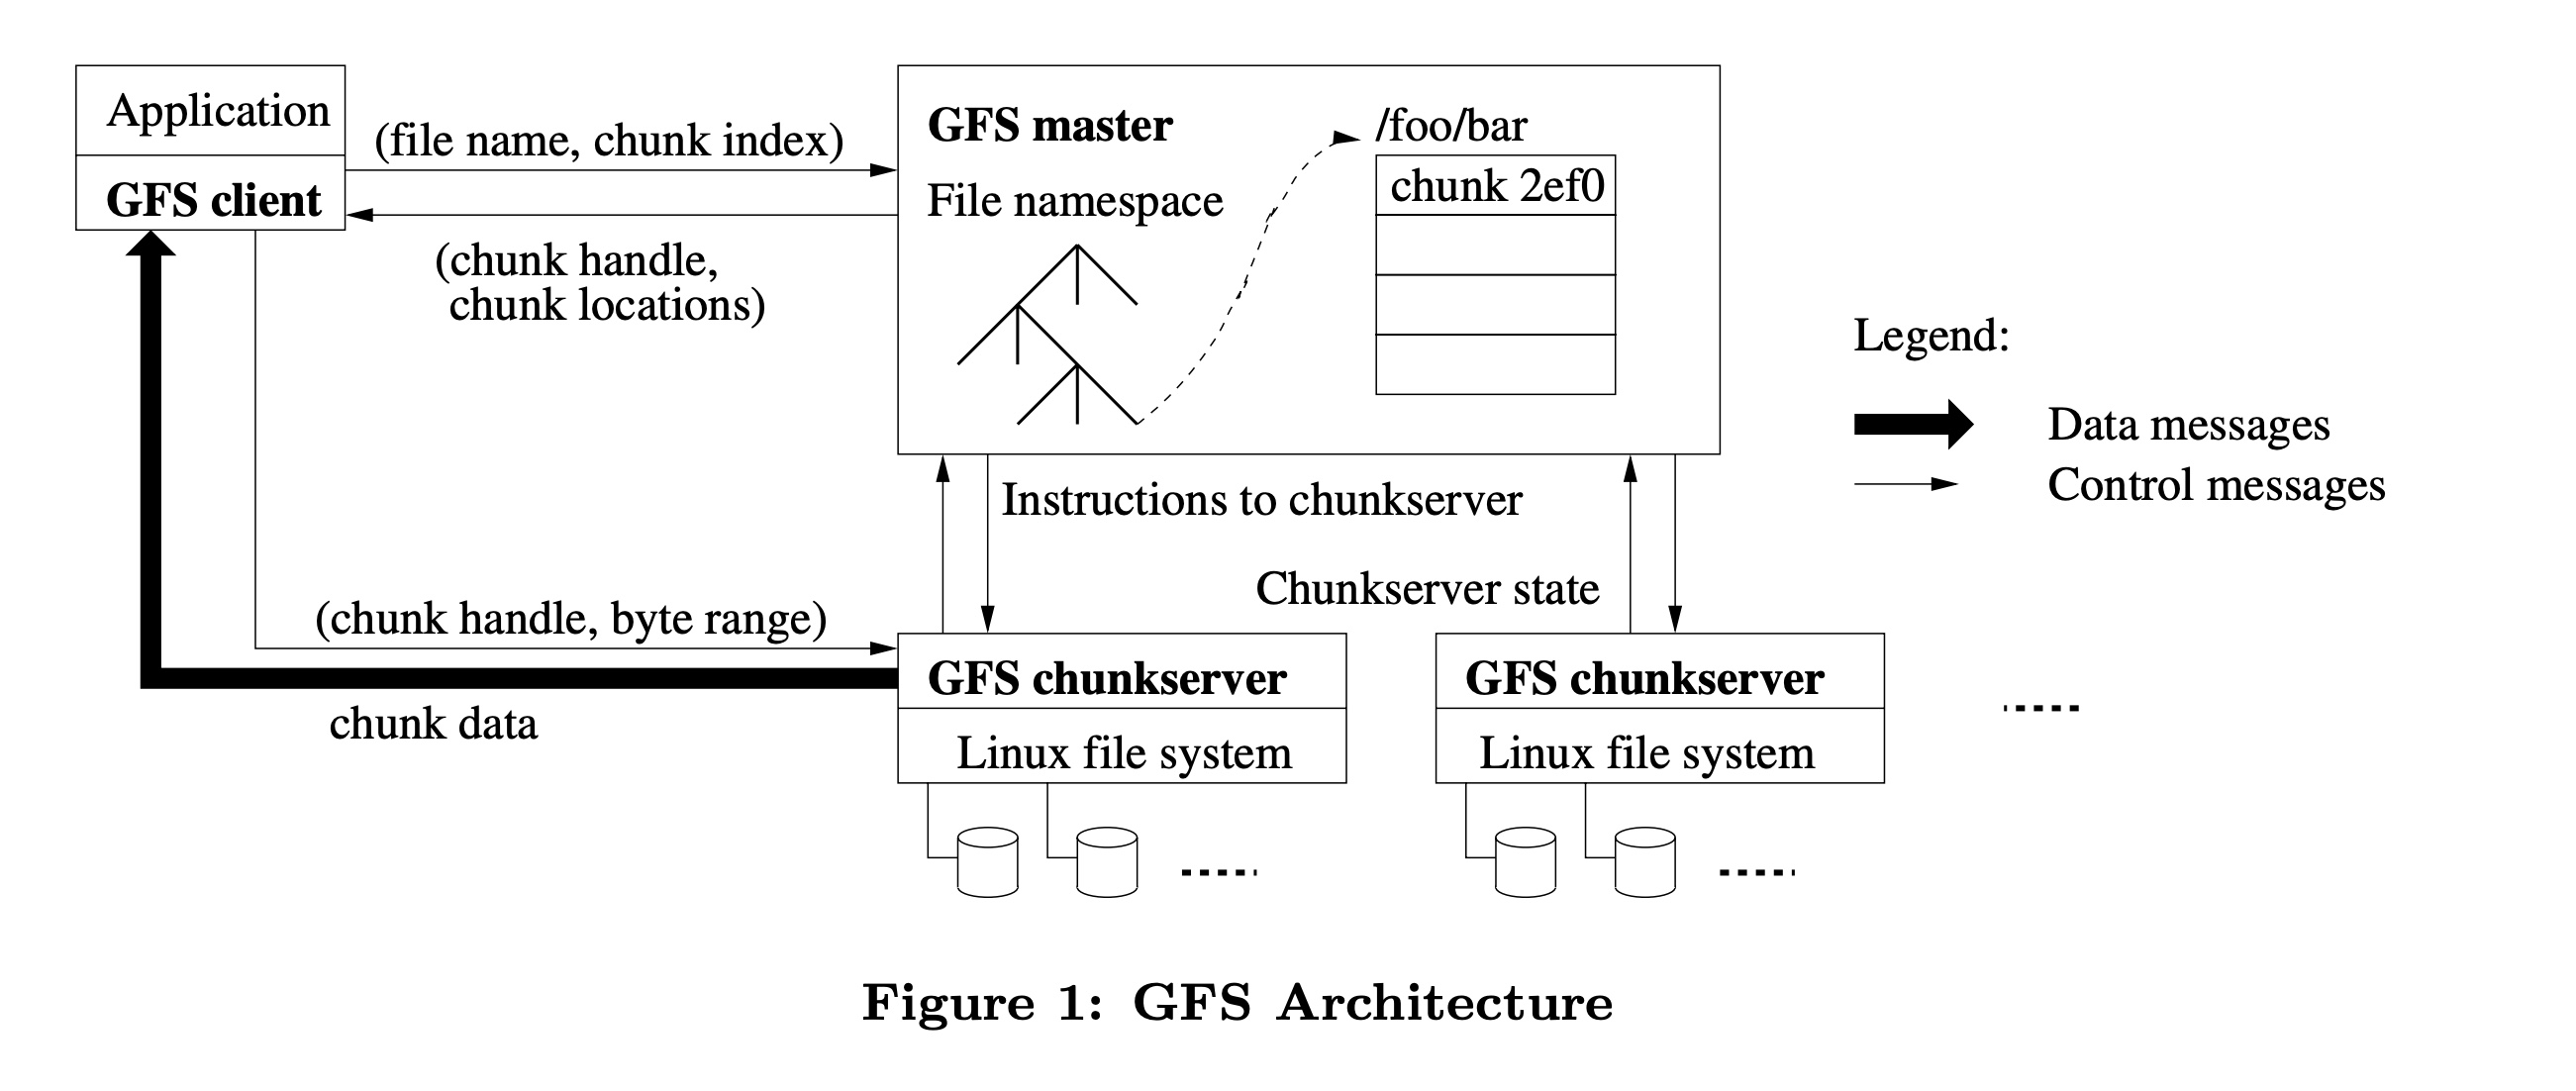 Application
GFS client
(file name, chunk index)
(chunk handle,
chunk locations)
GFS master
File namespace
/foo/bar
chunk 2ef0
Legend:
Data messages
Control messages
Instructions to chunkserver
Chunkserver state
(chunk handle, byte range)
chunk data
GFS chunkserver
Linux file system
GFS chunkserver
Linux file system
Figure 1: GFS Architecture